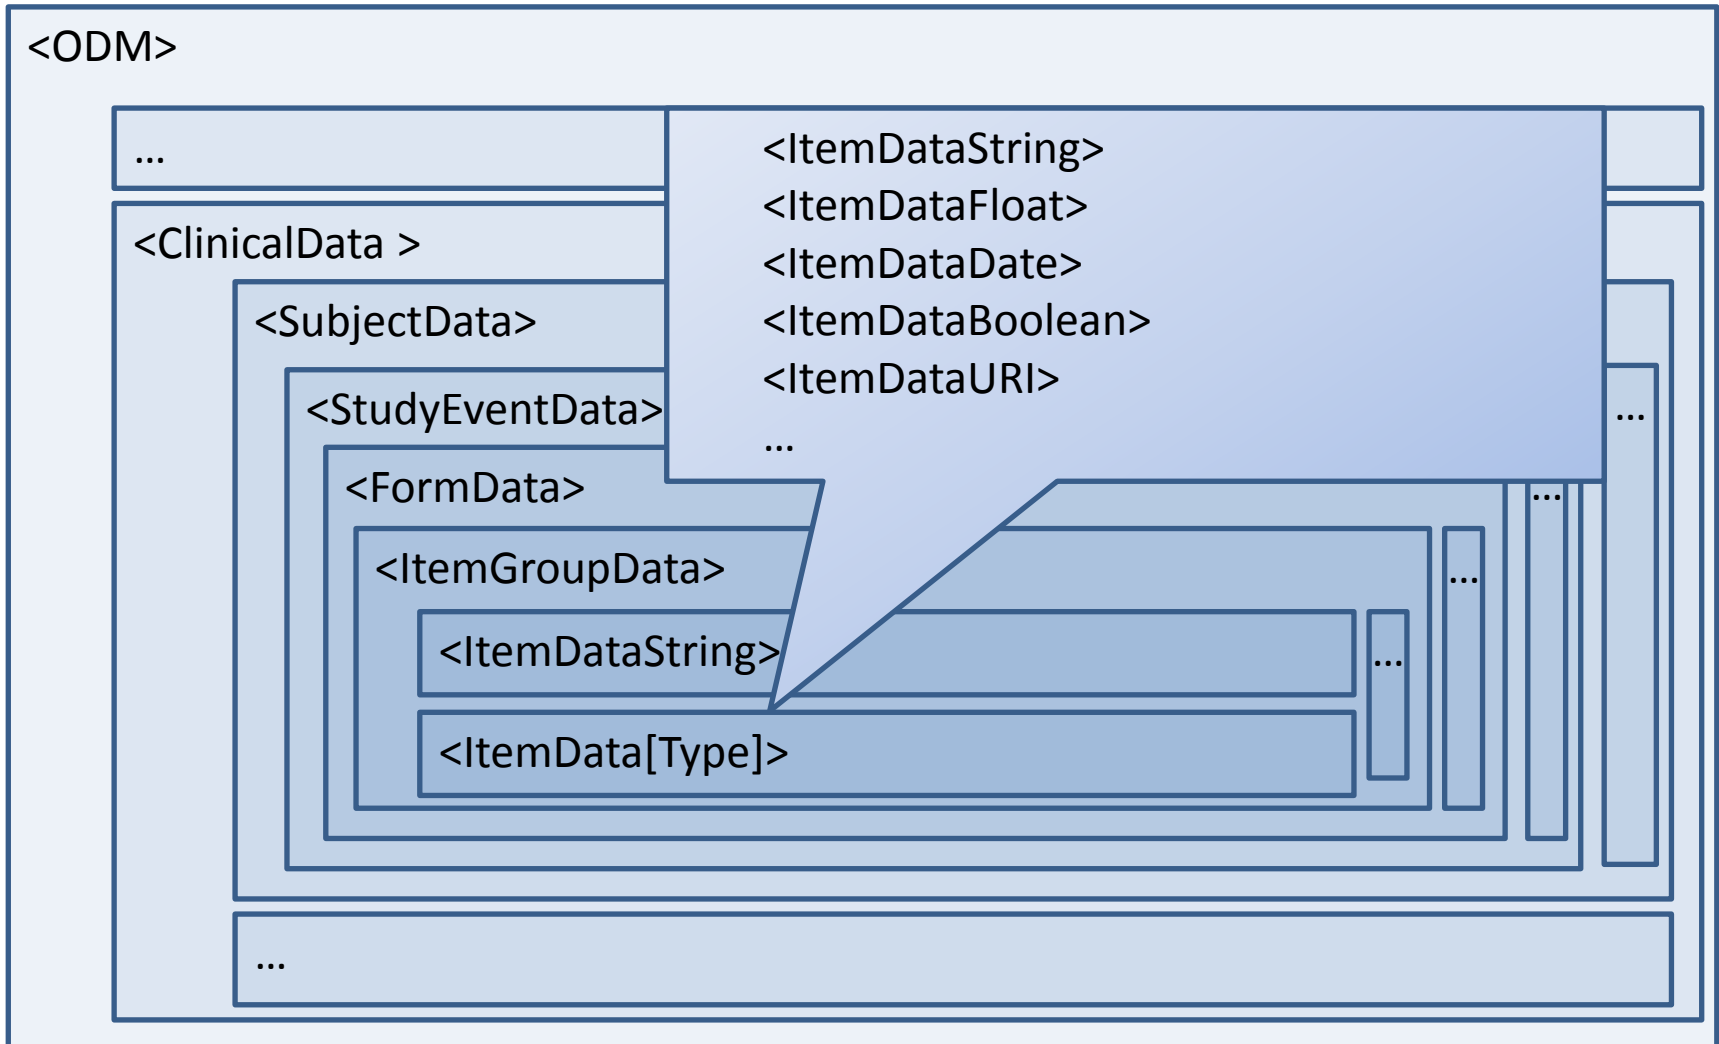 <ODM>
...
<ItemDataString>
<ItemDataFloat>
<ItemDataDate>
<ItemDataBoolean>
<ItemDataURI>
...
<ClinicalData >
<SubjectData>
<StudyEventData>
...
<FormData>
...
<ItemGroupData>
...
<ItemDataString>
...
<ItemData[Type]>
...